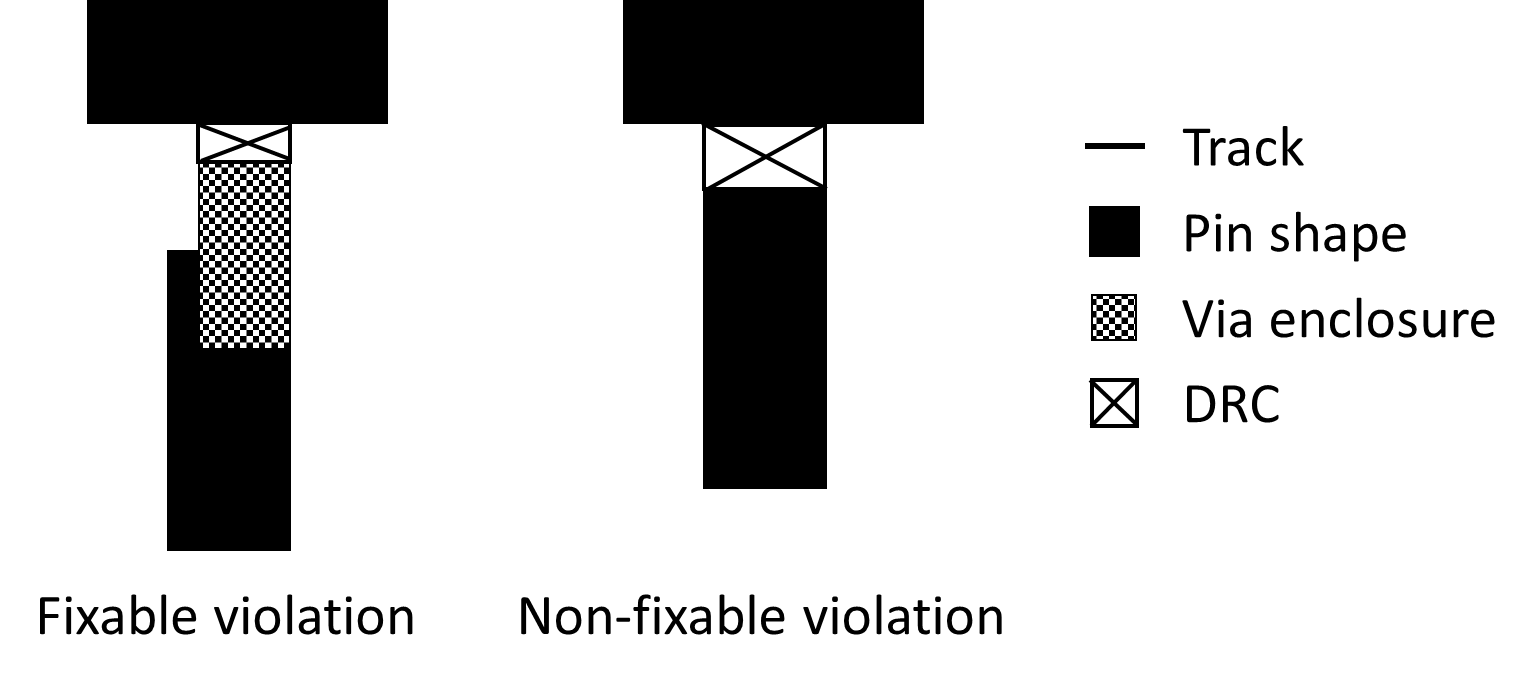 Track
Pin shape
Via enclosure
DRC
Fixable violation
Non-fixable violation